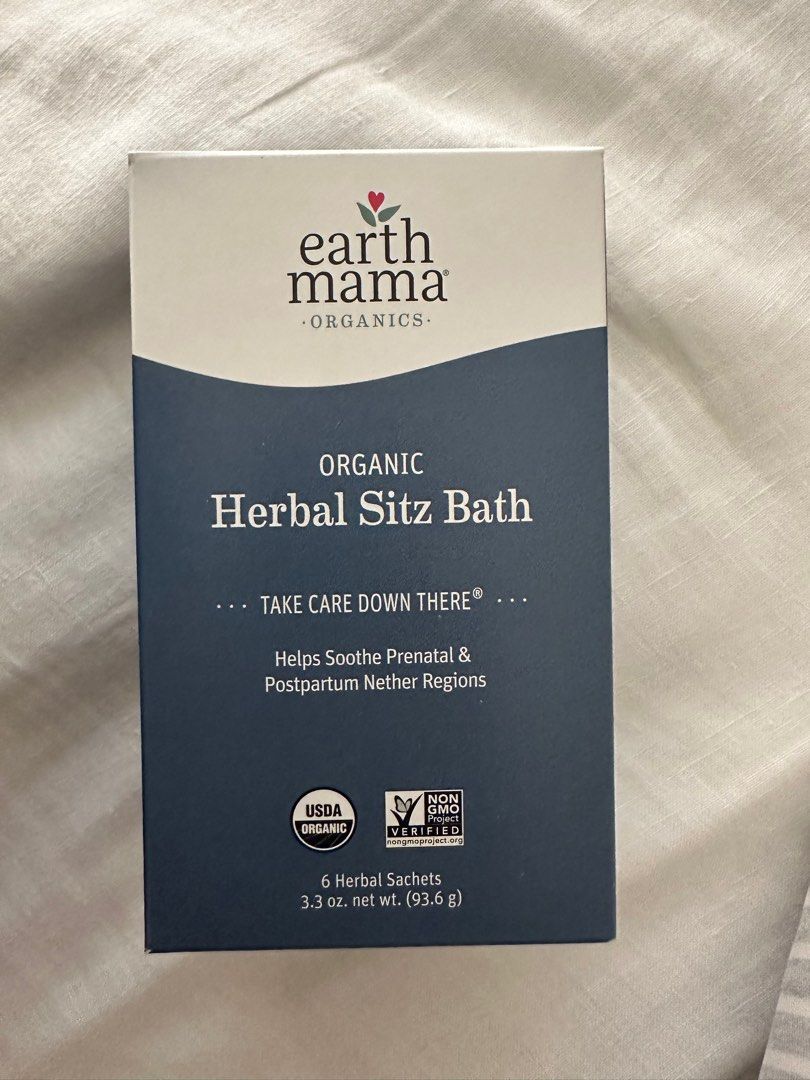 earth
mama®
·ORGANICS·
ORGANIC
Herbal Sitz Bath
··· TAKE CARE DOWN THERE® ···
Helps Soothe Prenatal &
Postpartum Nether Regions
USDA
ORGANIC
NON
GMO
Project
VERIFIED
nongmoproject.org
6 Herbal Sachets
3.3 oz. net wt. (93.6 g)